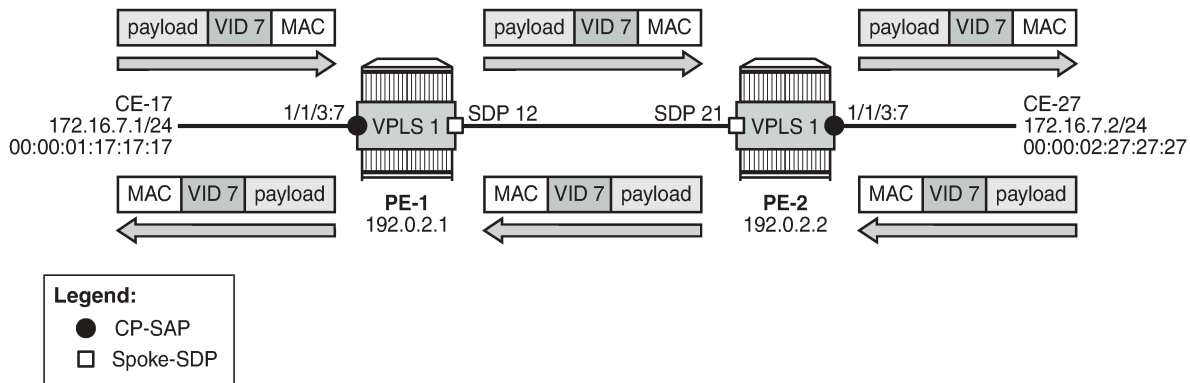 payload VID 7 MAC
payload VID 7 MAC
payload VID 7 MAC
CE-17
172.16.7.1/24
00:00:01:17:17:17
1/1/3:7
VPLS 1
SDP 12
SDP 21
VPLS 1
1/1/3:7
CE-27
172.16.7.2/24
00:00:02:27:27:27
MAC VID 7 payload
PE-1
192.0.2.1
MAC VID 7 payload
PE-2
192.0.2.2
MAC VID 7 payload
Legend:
CP-SAP
Spoke-SDP